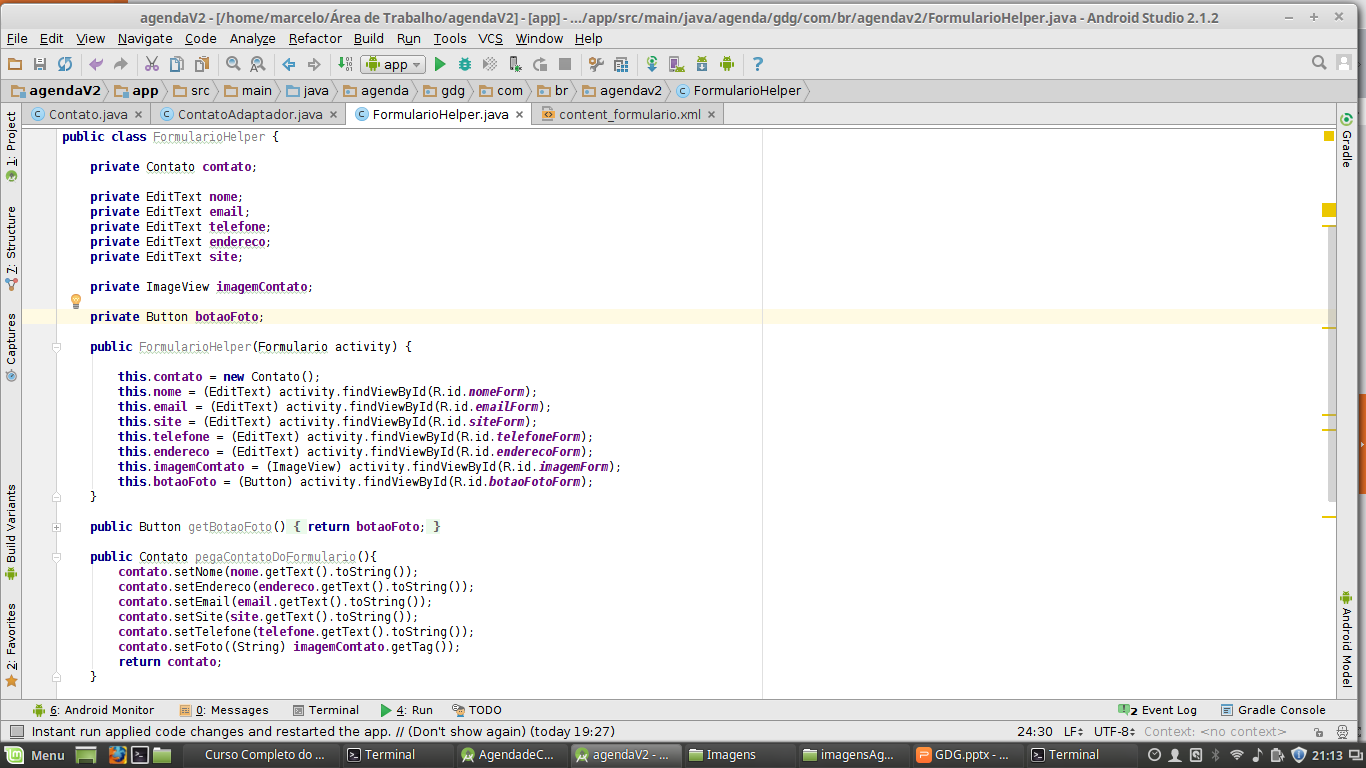 agendaV2 - [/home/marcelo/Área de Trabalho/agendaV2] - [app] - .../app/src/main/java/agenda/gdg/com/br/agendav2/FormularioHelper.java - Android Studio 2.1.2
File Edit View Navigate Code Analyze Refactor Build Run Tools VCS Window Help
app
agendaV2 app src main java agenda gdg com br agendav2 FormularioHelper
Contato.java ContatoAdaptador.java FormularioHelper.java content_formulario.xml
1: Project
7: Structure
Captures
Build Variants
2: Favorites
public class FormularioHelper {
private Contato contato;
private EditText nome;
private EditText email;
private EditText telefone;
private EditText endereco;
private EditText site;
private ImageView imagemContato;
private Button botaoFoto;
public FormularioHelper(Formulario activity) {
this.contato = new Contato();
this.nome = (EditText) activity.findViewById(R.id.nomeForm);
this.email = (EditText) activity.findViewById(R.id.emailForm);
this.site = (EditText) activity.findViewById(R.id.siteForm);
this.telefone = (EditText) activity.findViewById(R.id.telefoneForm);
this.endereco = (EditText) activity.findViewById(R.id.enderecoForm);
this.imagemContato = (ImageView) activity.findViewById(R.id.imagemForm);
this.botaoFoto = (Button) activity.findViewById(R.id.botaoFotoForm);
}
public Button getBotaoFoto() { return botaoFoto; }
public Contato pegaContatoDoFormulario(){
contato.setNome(nome.getText().toString());
contato.setEndereco(endereco.getText().toString());
contato.setEmail(email.getText().toString());
contato.setSite(site.getText().toString());
contato.setTelefone(telefone.getText().toString());
contato.setFoto((String) imagemContato.getTag());
return contato;
}
Gradle
Android Model
6: Android Monitor 0: Messages Terminal 4: Run TODO 2 Event Log Gradle Console
Instant run applied code changes and restarted the app. // (Don't show again) (today 19:27) 24:30 LF÷ UTF-8÷ Context: <no context>
Menu Curso Completo do ... Terminal AgendadeC... agendaV2 - ... Imagens imagensAg... GDG.pptx - ... Terminal 21:13